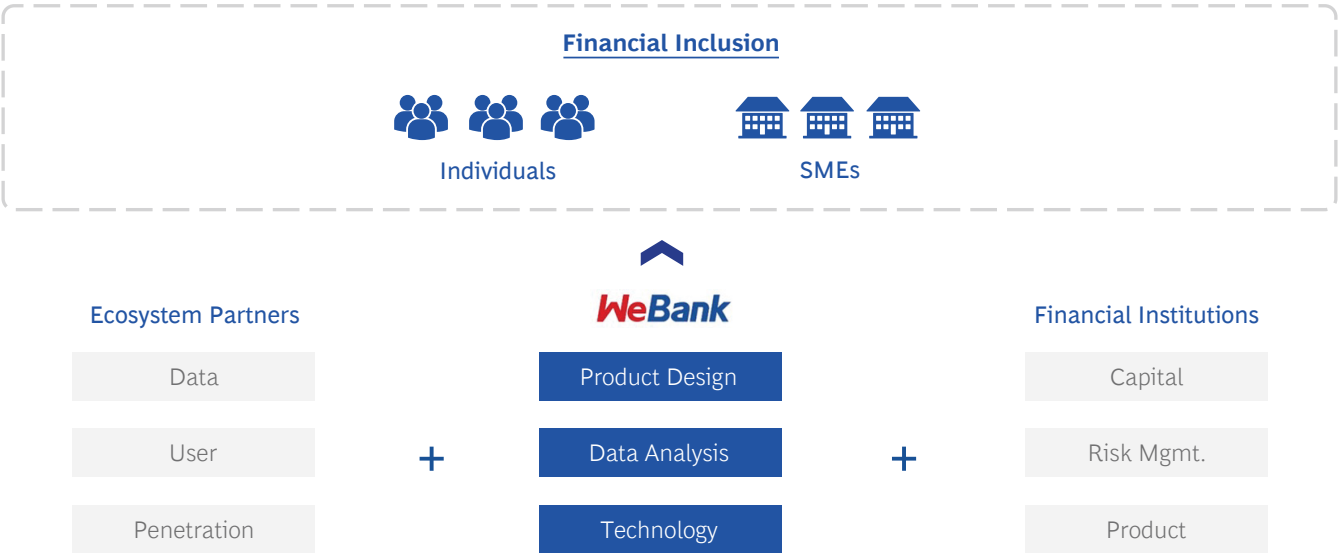 Financial Inclusion
Individuals
SMEs
WeBank
Ecosystem Partners
Financial Institutions
Data
Product Design
Capital
User
+
Data Analysis
+
Risk Mgmt.
Penetration
Technology
Product